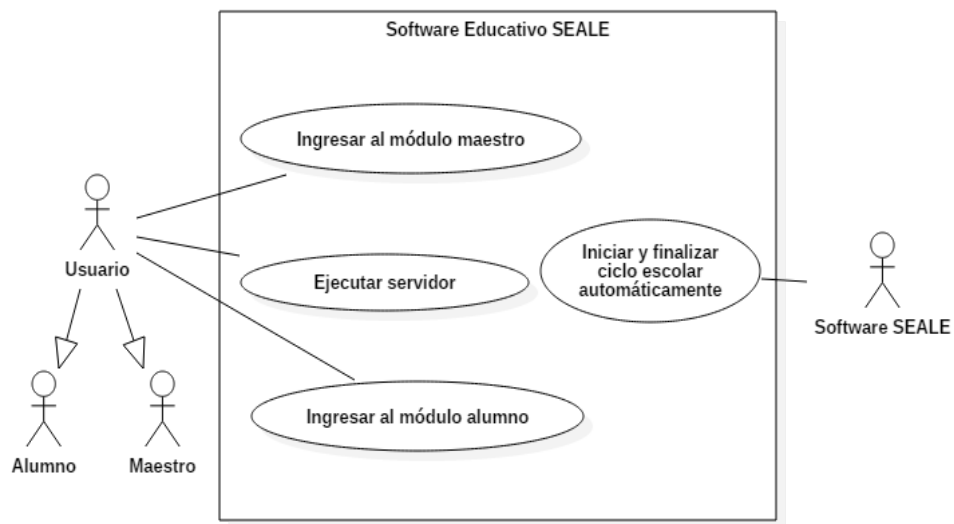 Software Educativo SEALE
Ingresar al módulo maestro
Usuario
Ejecutar servidor
Iniciar y finalizar
ciclo escolar
automáticamente
Software SEALE
Ingresar al módulo alumno
Alumno
Maestro